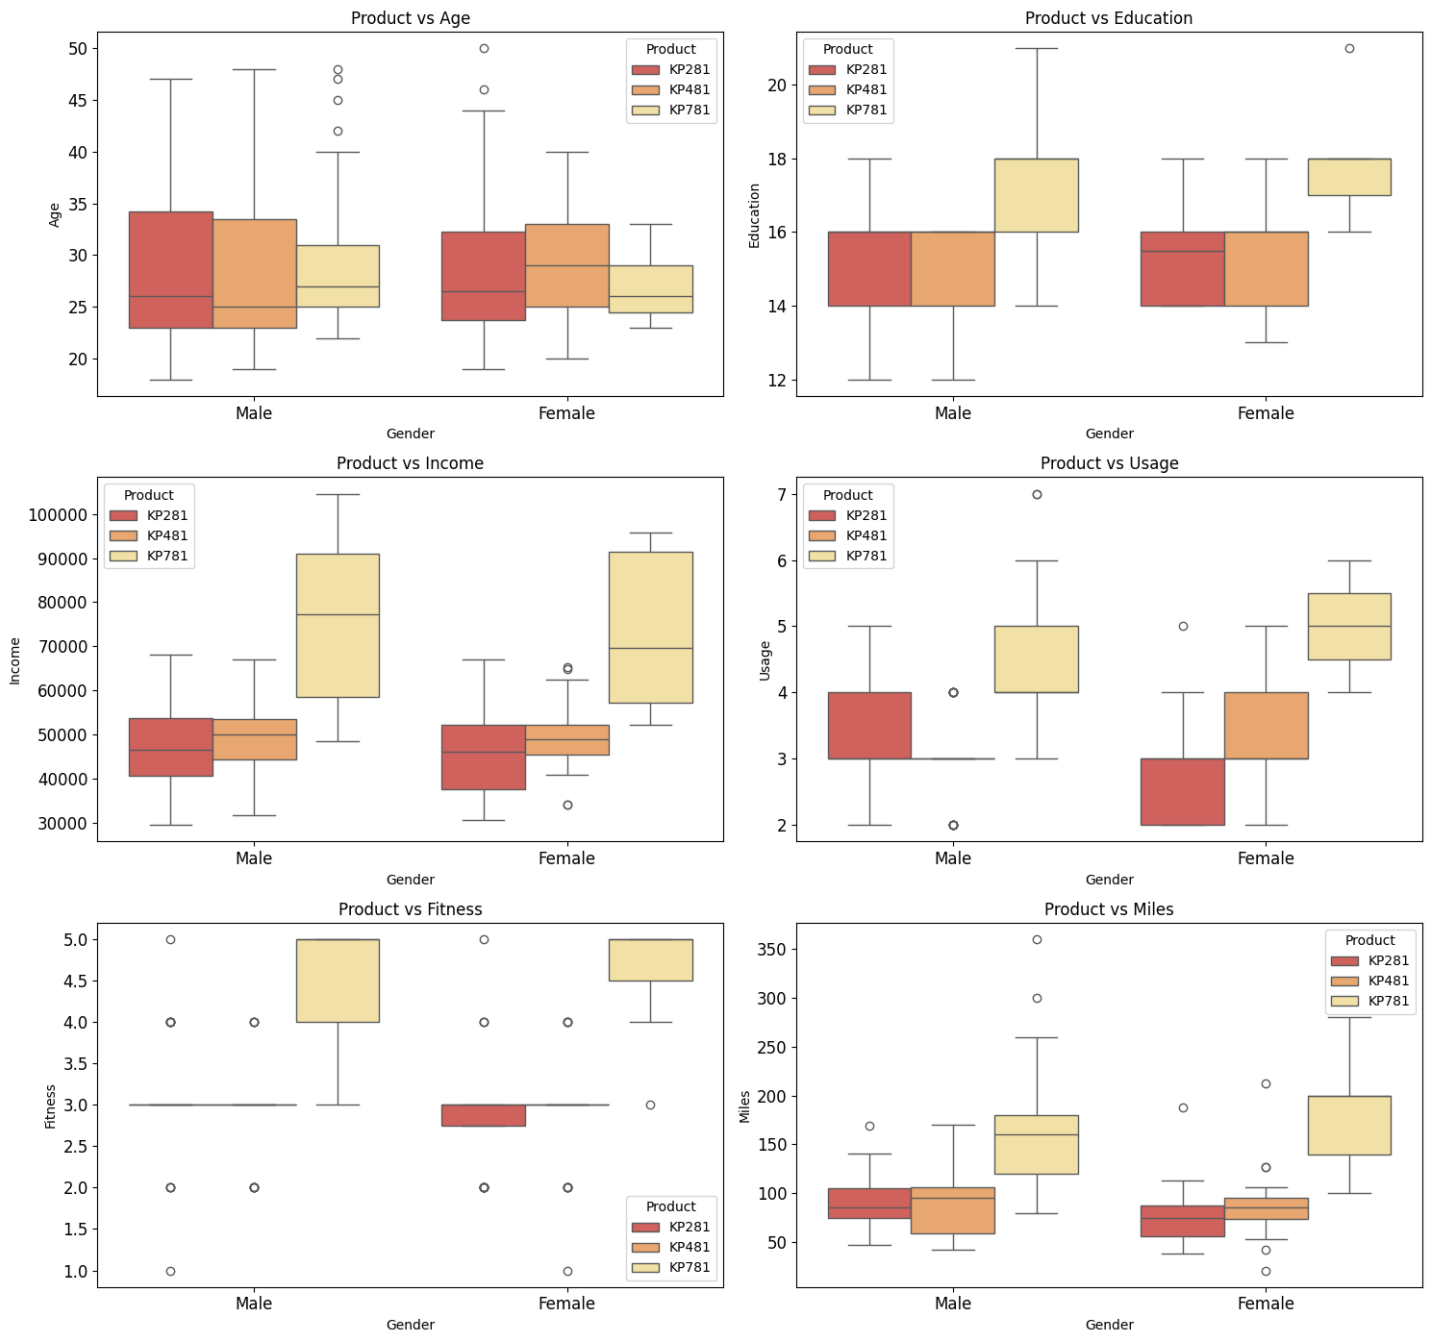 Product vs Age
50
45
40
35
30
25
20
Age
Male
Female
Gender
Product
KP281
KP481
KP781
Product vs Education
20
18
16
14
12
Education
Male
Female
Gender
Product
KP281
KP481
KP781
Product vs Income
100000
90000
80000
70000
60000
50000
40000
30000
Income
Male
Female
Gender
Product
KP281
KP481
KP781
Product vs Usage
7
6
5
4
3
2
Usage
Male
Female
Gender
Product
KP281
KP481
KP781
Product vs Fitness
5.0
4.5
4.0
3.5
3.0
2.5
2.0
1.5
1.0
Fitness
Male
Female
Gender
Product
KP281
KP481
KP781
Product vs Miles
350
300
250
200
150
100
50
Miles
Male
Female
Gender
Product
KP281
KP481
KP781